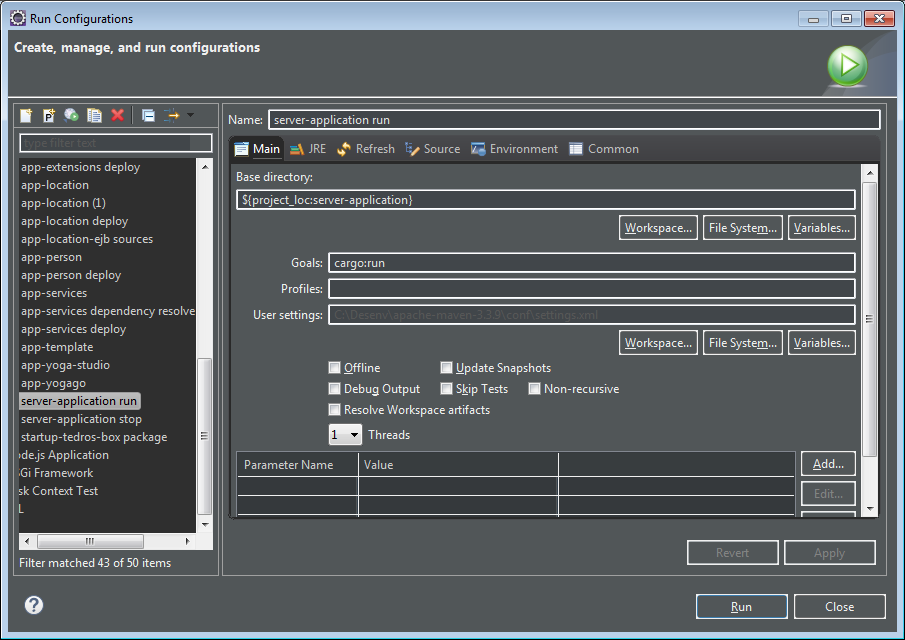 Run Configurations
Create, manage, and run configurations
type filter text
app-extensions deploy
app-location
app-location (1)
app-location deploy
app-location-ejb sources
app-person
app-person deploy
app-services
app-services dependency resolve
app-services deploy
app-template
app-yoga-studio
app-yogago
server-application run
server-application stop
startup-tedros-box package
de.js Application
Gi Framework
sk Context Test
L
Filter matched 43 of 50 items
Name: server-application run
Main JRE Refresh Source Environment Common
Base directory:
${project_loc:server-application}
Workspace... File System... Variables...
Goals: cargo:run
Profiles:
User settings: C:\Desenv\apache-maven-3.3.9\conf\settings.xml
Workspace... File System... Variables...
Offline Update Snapshots
Debug Output Skip Tests Non-recursive
Resolve Workspace artifacts
1 Threads
Parameter Name Value Add...
Edit...
Revert Apply
Run Close